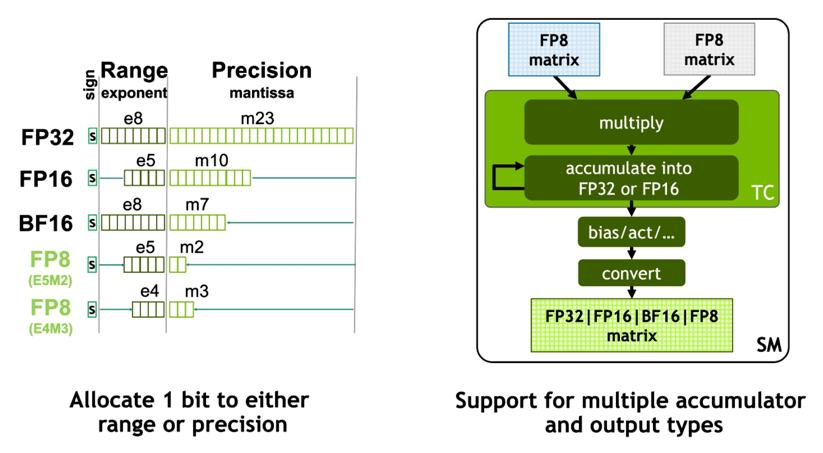 Range
Precision
sign
exponent
mantissa
e8
m23
FP32
s
e5
m10
FP16
s
e8
m7
BF16
s
e5
m2
FP8
(E5M2)
s
e4
m3
FP8
(E4M3)
s
Allocate 1 bit to either
range or precision
FP8
matrix
FP8
matrix
multiply
accumulate into
FP32 or FP16
TC
bias/act/…
convert
FP32|FP16|BF16|FP8
matrix
SM
Support for multiple accumulator
and output types